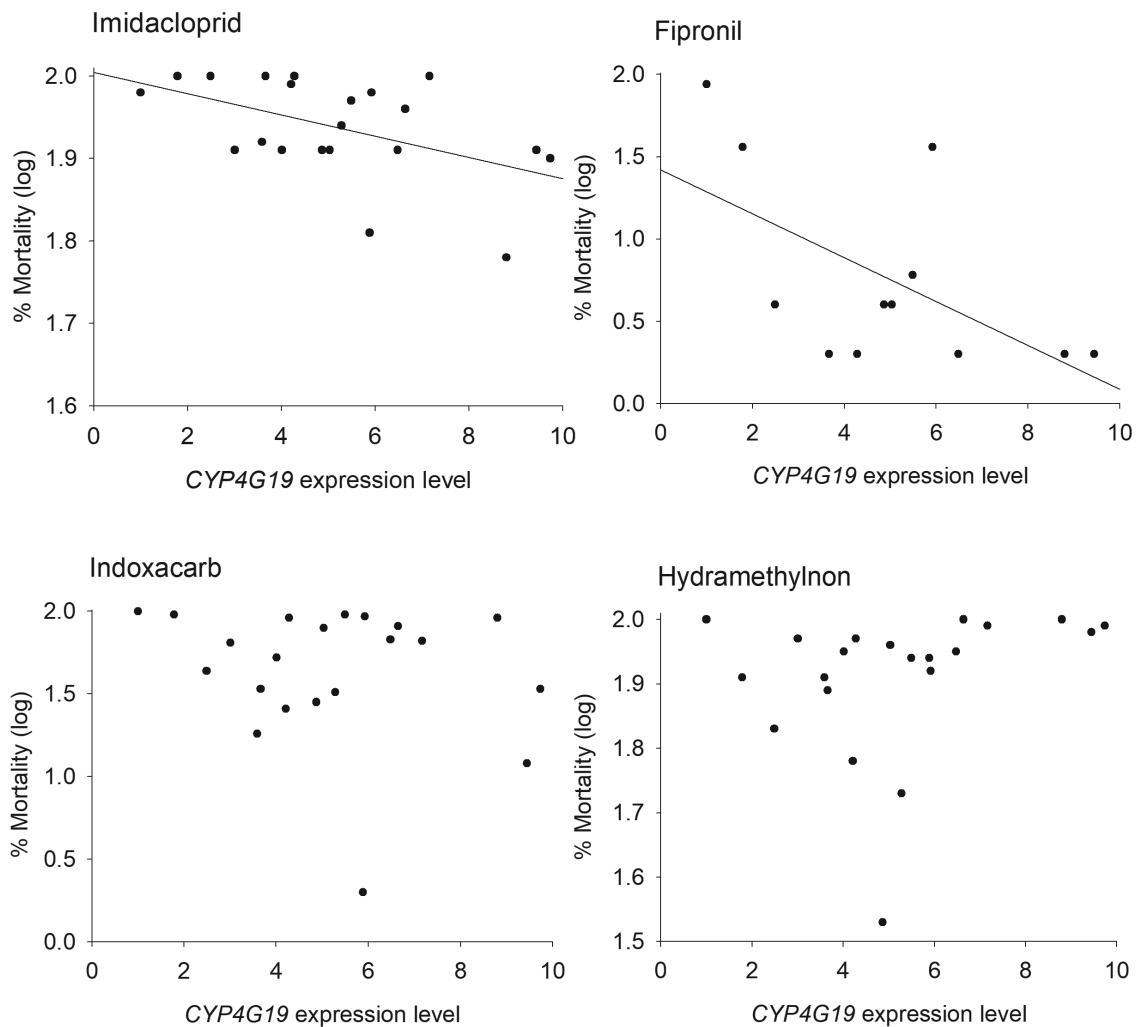 Imidacloprid
2.0
1.9
1.8
1.7
1.6
% Mortality (log)
0 2 4 6 8 10
CYP4G19 expression level
Fipronil
2.0
1.5
1.0
0.5
0.0
% Mortality (log)
0 2 4 6 8 10
CYP4G19 expression level
Indoxacarb
2.0
1.5
1.0
0.5
0.0
% Mortality (log)
0 2 4 6 8 10
CYP4G19 expression level
Hydramethylnon
2.0
1.9
1.8
1.7
1.6
1.5
% Mortality (log)
0 2 4 6 8 10
CYP4G19 expression level